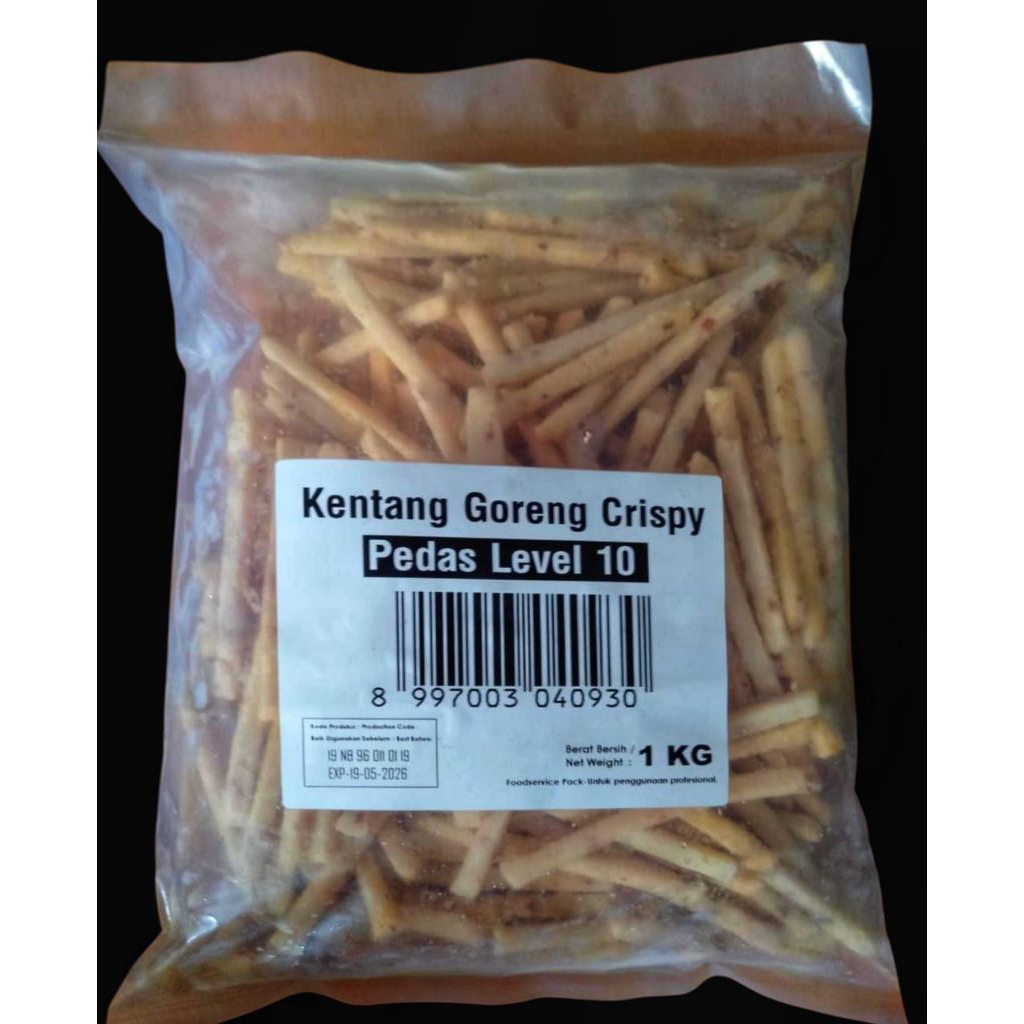 Kentang Goreng Crispy
Pedas Level 10
8 997003 040930
Kode Produksi / Production Code :
Baik Digunakan Sebelum / Best Before.
19 N8 96 011 01 19
EXP-19-05-2026
Berat Bersih /
Net Weight : 1 KG
Foodservice Pack-Untuk penggunaan profesional.